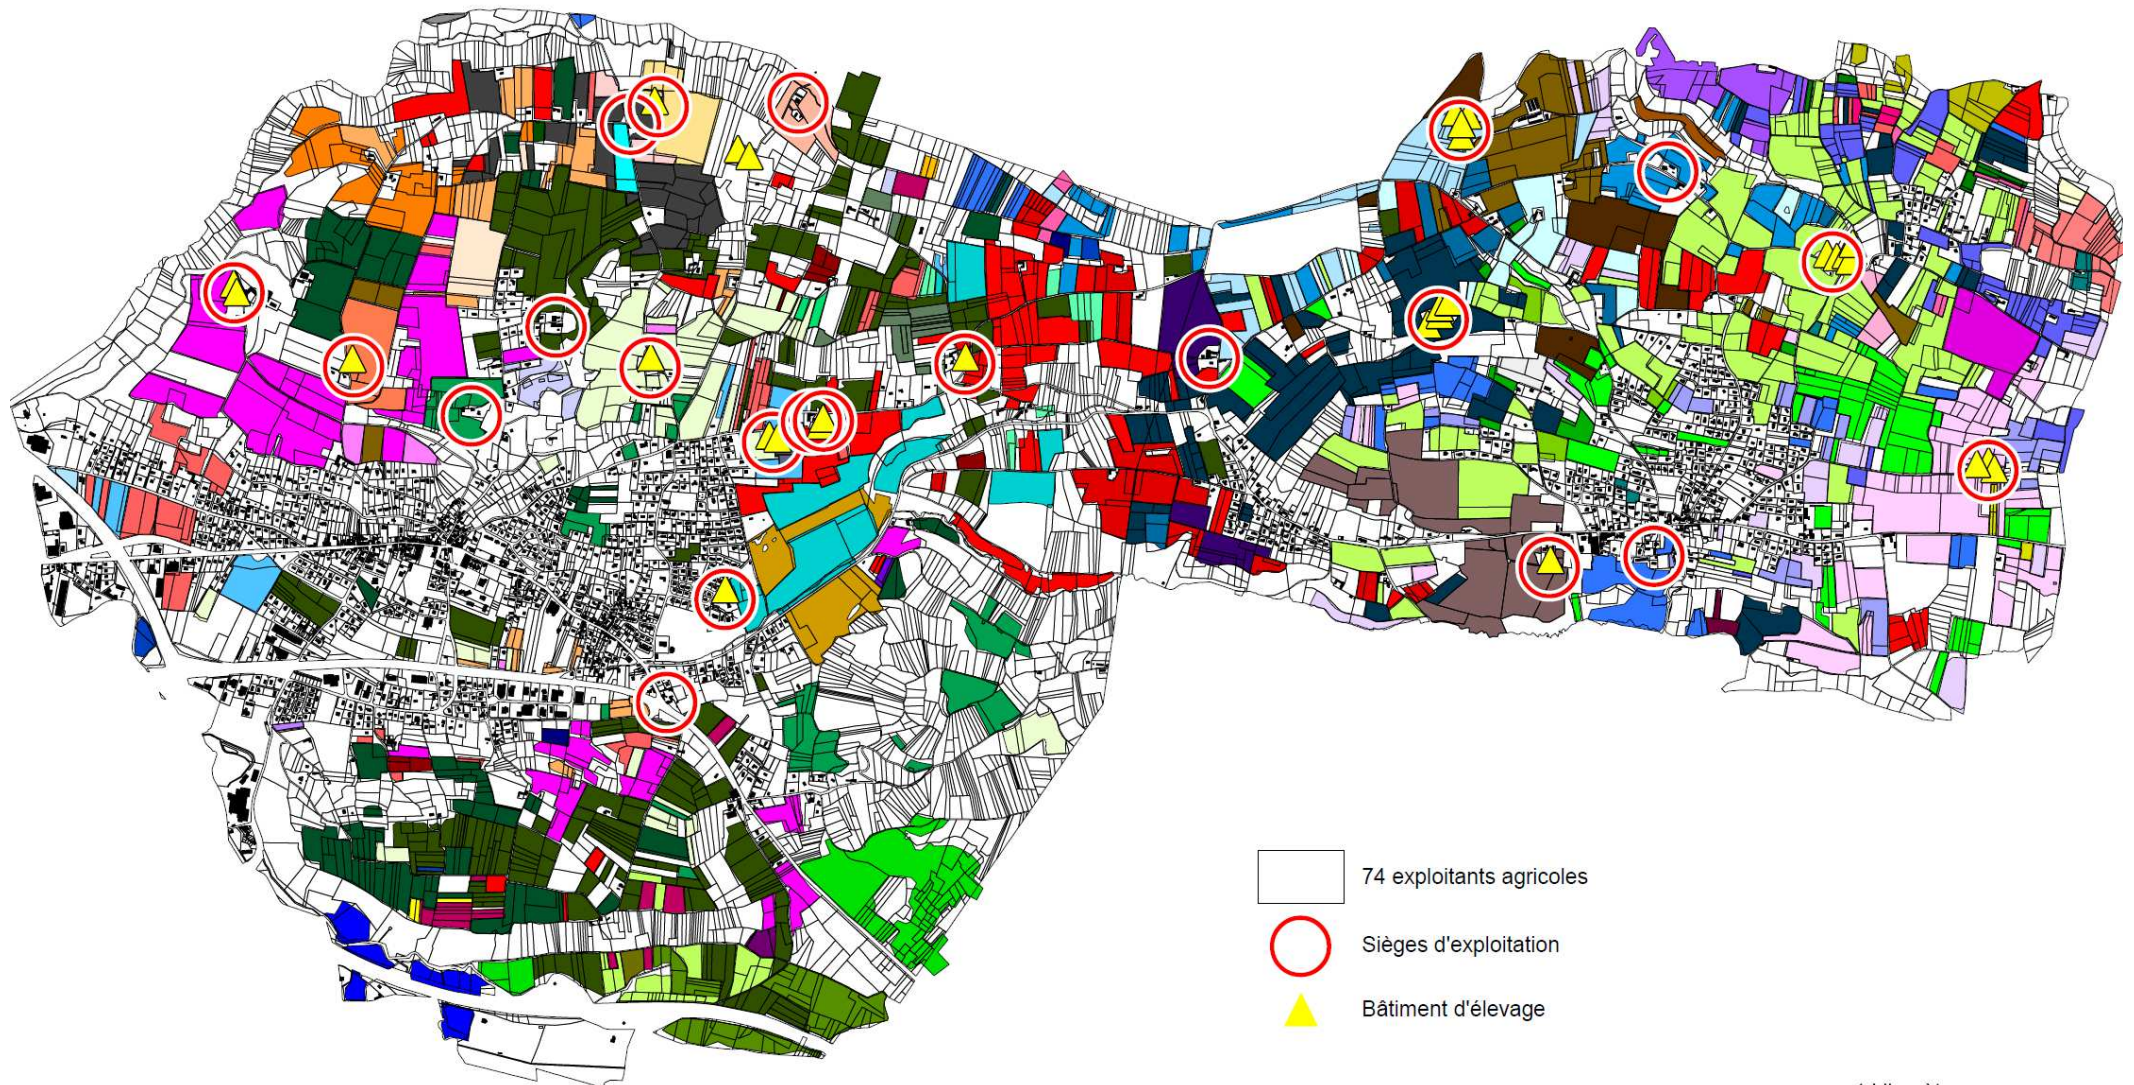 74 exploitants agricoles
Sièges d'exploitation
Bâtiment d'élevage